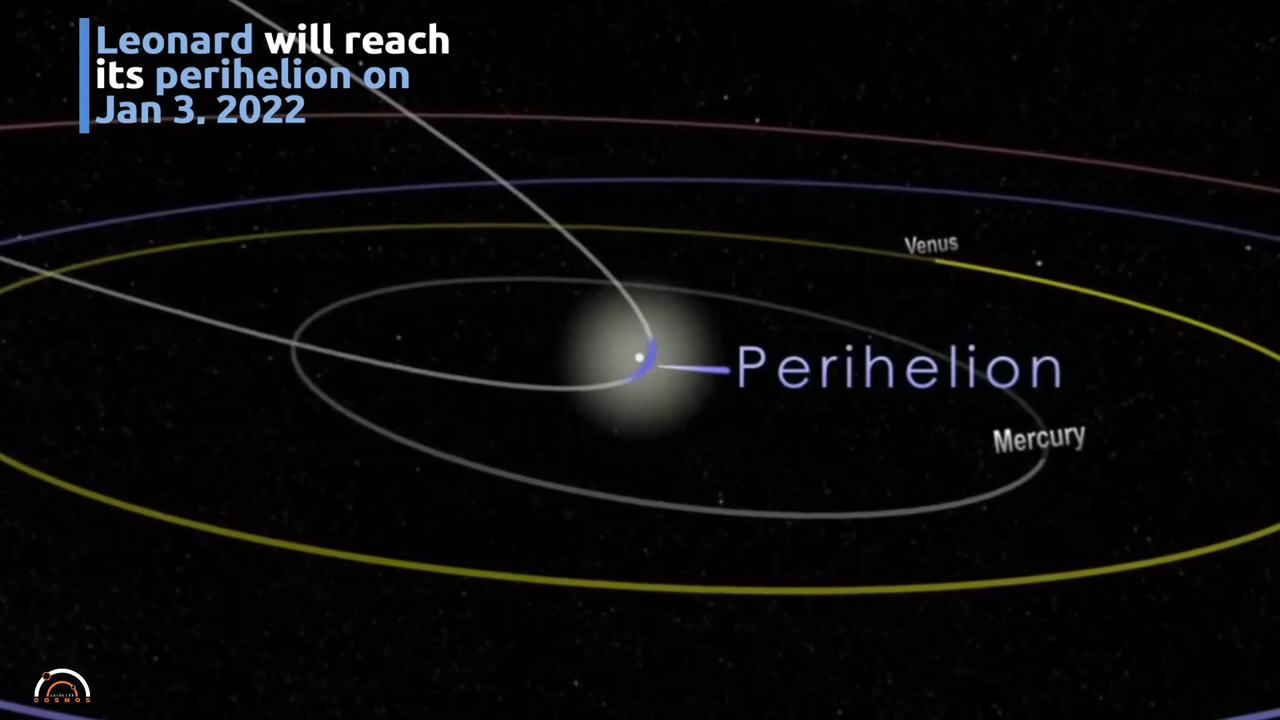 Leonard will reach
its perihelion on
Jan 3, 2022
Venus
Perihelion
Mercury
COSMOS